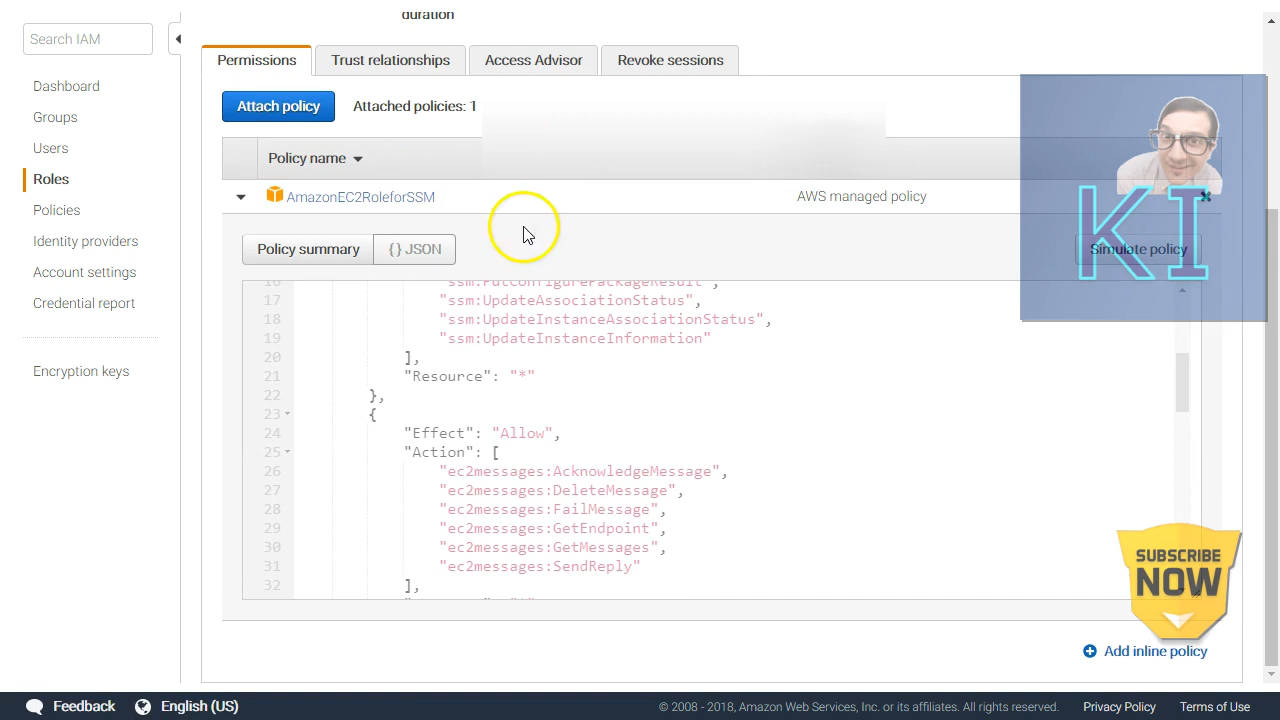 duration
Search IAM
Dashboard
Groups
Users
Roles
Policies
Identity providers
Account settings
Credential report
Encryption keys
Permissions
Trust relationships
Access Advisor
Revoke sessions
Attach policy
Attached policies: 1
Policy name
AmazonEC2RoleforSSM
AWS managed policy
Policy summary
{ } JSON
Simulate policy
KI
16 "ssm:PutConfigurePackageResult",
17 "ssm:UpdateAssociationStatus",
18 "ssm:UpdateInstanceAssociationStatus",
19 "ssm:UpdateInstanceInformation"
20 ],
21 "Resource": "*"
22 },
23 {
24 "Effect": "Allow",
25 "Action": [
26 "ec2messages:AcknowledgeMessage",
27 "ec2messages:DeleteMessage",
28 "ec2messages:FailMessage",
29 "ec2messages:GetEndpoint",
30 "ec2messages:GetMessages",
31 "ec2messages:SendReply"
32 ],
SUBSCRIBE
NOW
Add inline policy
Feedback
English (US)
© 2008 - 2018, Amazon Web Services, Inc. or its affiliates. All rights reserved.
Privacy Policy
Terms of Use